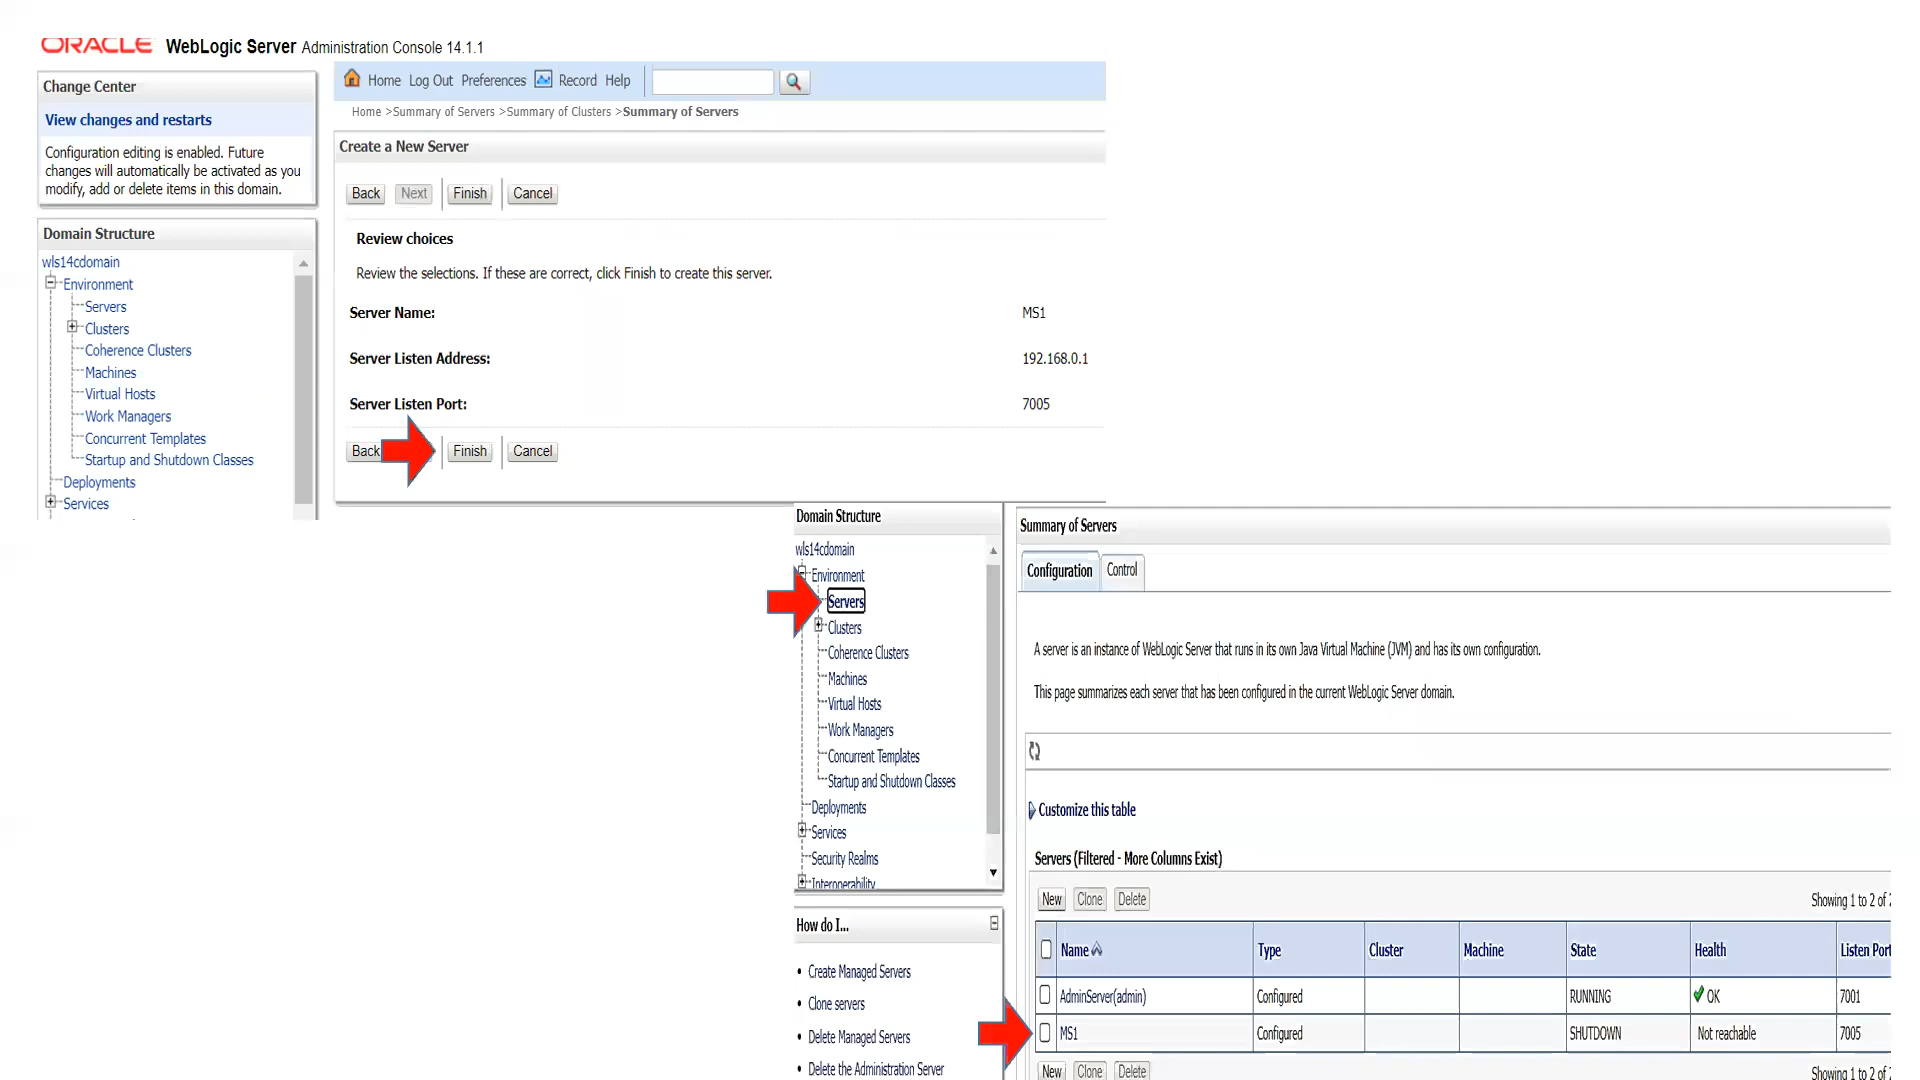 ORACLE WebLogic Server Administration Console 14.1.1
Change Center
View changes and restarts
Configuration editing is enabled. Future
changes will automatically be activated as you
modify, add or delete items in this domain.
Domain Structure
wls14cdomain
Environment
Servers
Clusters
Coherence Clusters
Machines
Virtual Hosts
Work Managers
Concurrent Templates
Startup and Shutdown Classes
Deployments
Services
Home Log Out Preferences Record Help
Home >Summary of Servers >Summary of Clusters >Summary of Servers
Create a New Server
Back Next Finish Cancel
Review choices
Review the selections. If these are correct, click Finish to create this server.
Server Name: MS1
Server Listen Address: 192.168.0.1
Server Listen Port: 7005
Back Finish Cancel
Domain Structure
wls14cdomain
Environment
Servers
Clusters
Coherence Clusters
Machines
Virtual Hosts
Work Managers
Concurrent Templates
Startup and Shutdown Classes
Deployments
Services
Security Realms
Interoperability
How do I...
• Create Managed Servers
• Clone servers
• Delete Managed Servers
• Delete the Administration Server
Summary of Servers
Configuration Control
A server is an instance of WebLogic Server that runs in its own Java Virtual Machine (JVM) and has its own configuration.
This page summarizes each server that has been configured in the current WebLogic Server domain.
Customize this table
Servers (Filtered - More Columns Exist)
New Clone Delete Showing 1 to 2 of
Name Type Cluster Machine State Health Listen Port
AdminServer(admin) Configured RUNNING OK 7001
MS1 Configured SHUTDOWN Not reachable 7005
New Clone Delete Showing 1 to 2 of